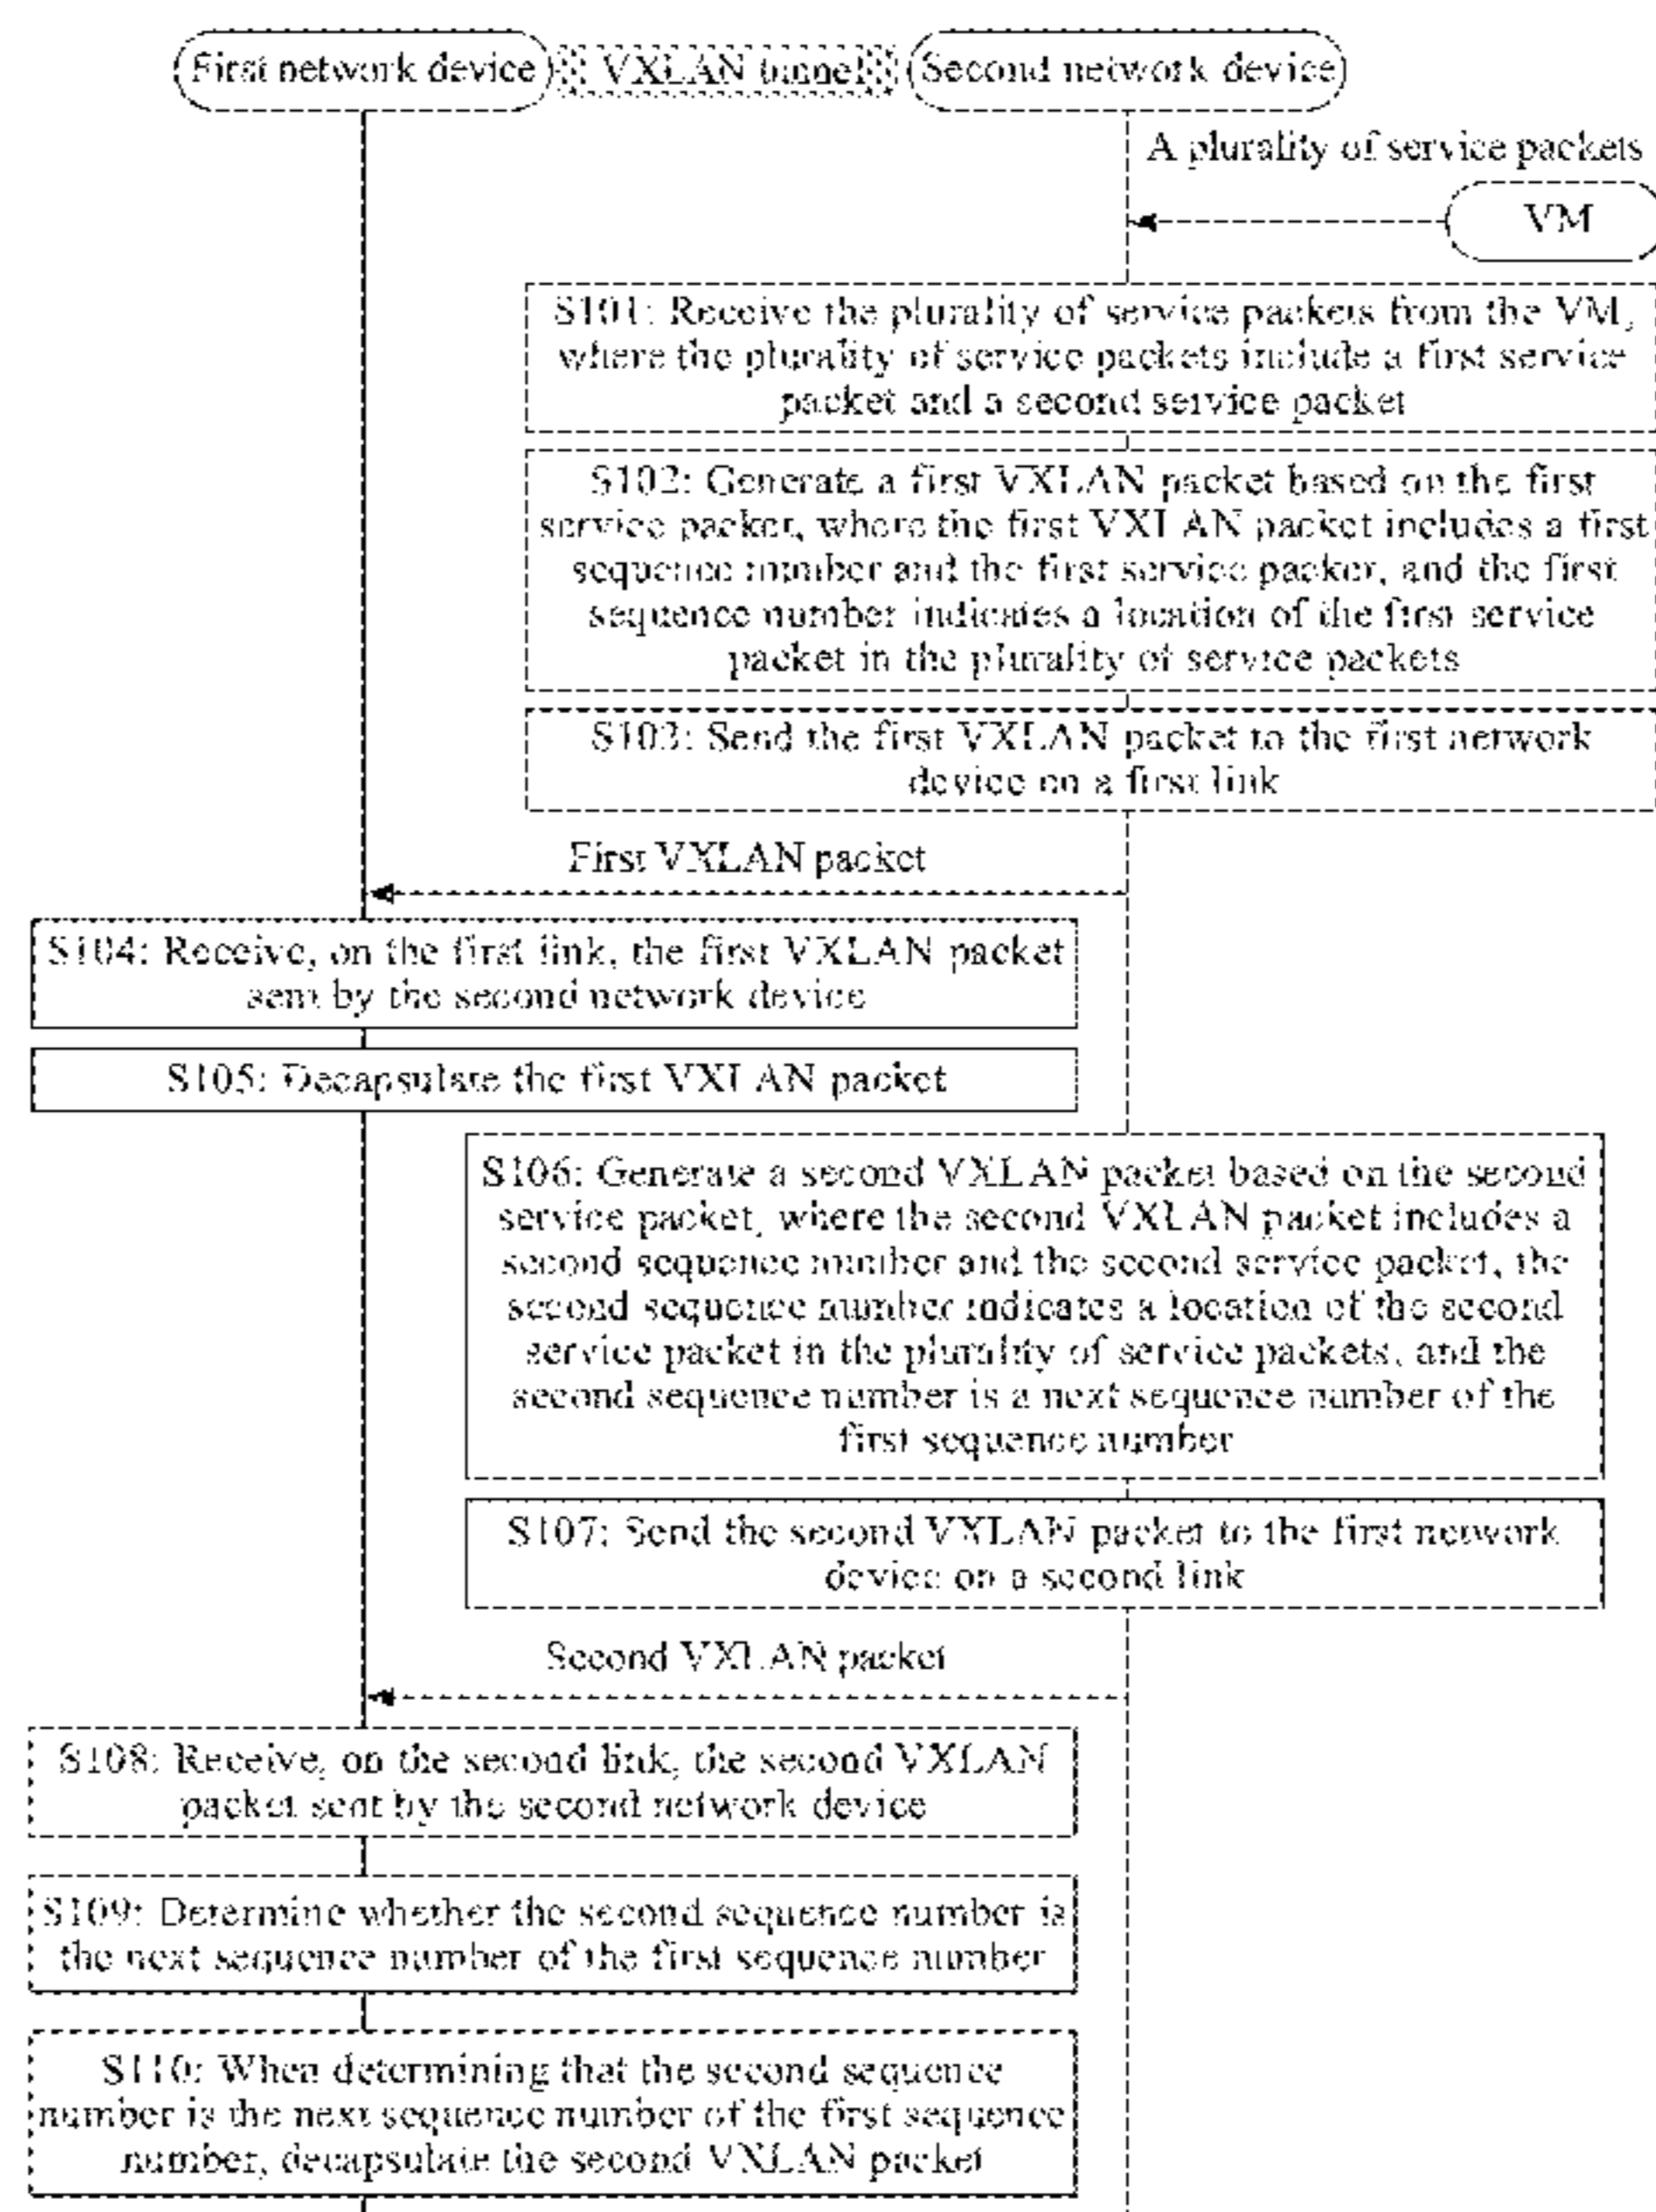 First network device VXLAN tunnel Second network device
A plurality of service packets
VM
S101: Receive the plurality of service packets from the VM,
where the plurality of service packets include a first service
packet and a second service packet
S102: Generate a first VXLAN packet based on the first
service packet, where the first VXLAN packet includes a first
sequence number and the first service packet, and the first
sequence number indicates a location of the first service
packet in the plurality of service packets
S103: Send the first VXLAN packet to the first network
device on a first link
First VXLAN packet
S104: Receive, on the first link, the first VXLAN packet
sent by the second network device
S105: Decapsulate the first VXLAN packet
S106: Generate a second VXLAN packet based on the second
service packet, where the second VXLAN packet includes a
second sequence number and the second service packet, the
second sequence number indicates a location of the second
service packet in the plurality of service packets, and the
second sequence number is a next sequence number of the
first sequence number
S107: Send the second VXLAN packet to the first network
device on a second link
Second VXLAN packet
S108: Receive, on the second link, the second VXLAN
packet sent by the second network device
S109: Determine whether the second sequence number is
the next sequence number of the first sequence number
S110: When determining that the second sequence
number is the next sequence number of the first sequence
number, decapsulate the second VXLAN packet